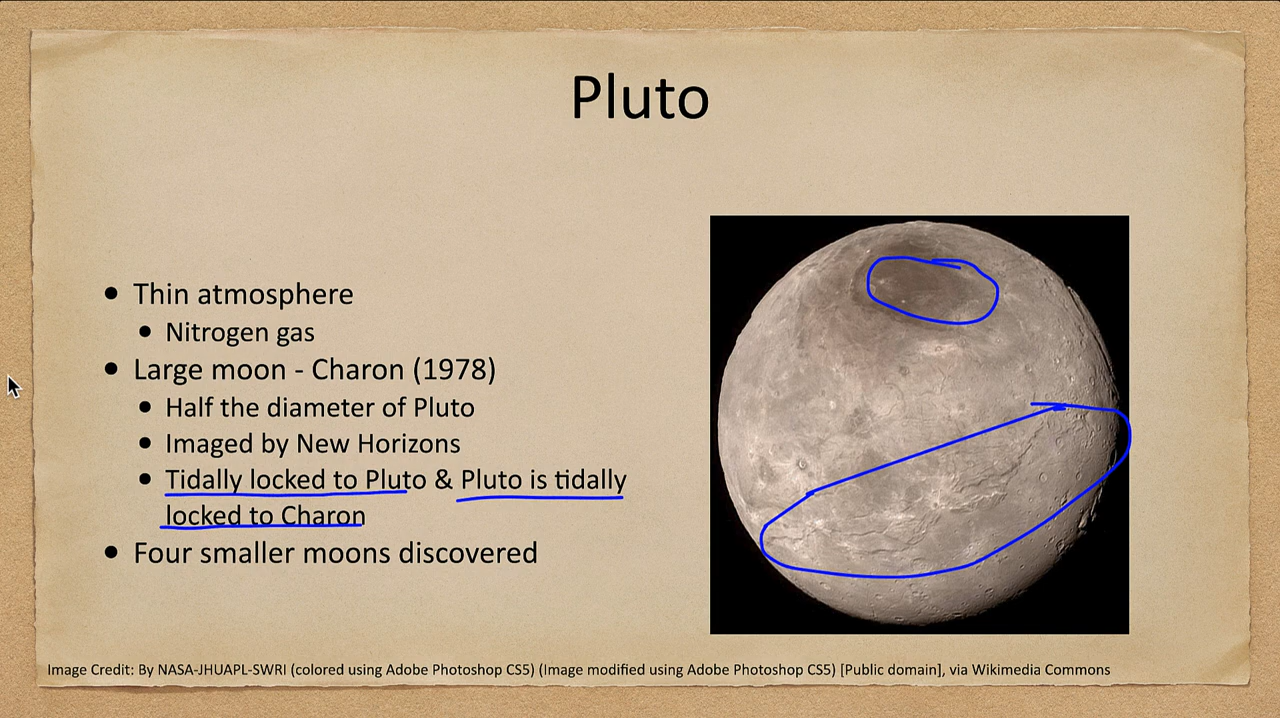 Pluto
• Thin atmosphere
• Nitrogen gas
• Large moon - Charon (1978)
• Half the diameter of Pluto
• Imaged by New Horizons
• Tidally locked to Pluto & Pluto is tidally
locked to Charon
• Four smaller moons discovered
Image Credit: By NASA-JHUAPL-SWRI (colored using Adobe Photoshop CS5) (Image modified using Adobe Photoshop CS5) [Public domain], via Wikimedia Commons